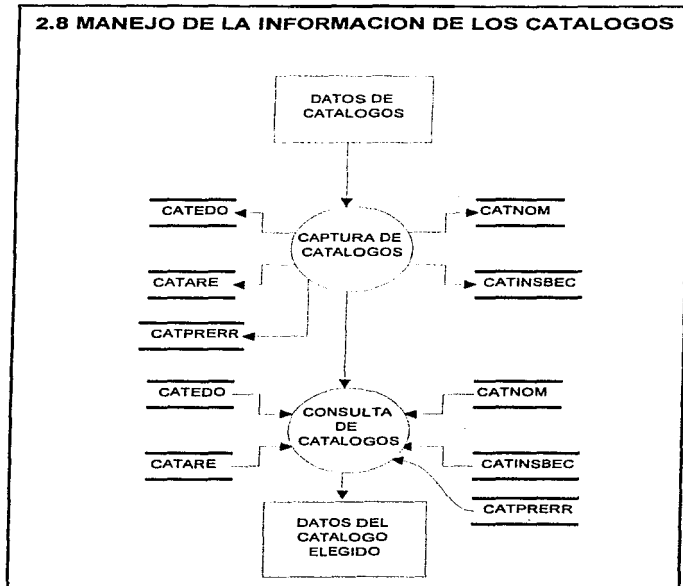 2.8 MANEJO DE LA INFORMACION DE LOS CATALOGOS
DATOS DE
CATALOGOS
CATEDO
CATNOM
CAPTURA DE
CATALOGOS
CATARE
CATINSBEC
CATPRERR
CATEDO
CATNOM
CONSULTA
DE
CATALOGOS
CATARE
CATINSBEC
CATPRERR
DATOS DEL
CATALOGO
ELEGIDO